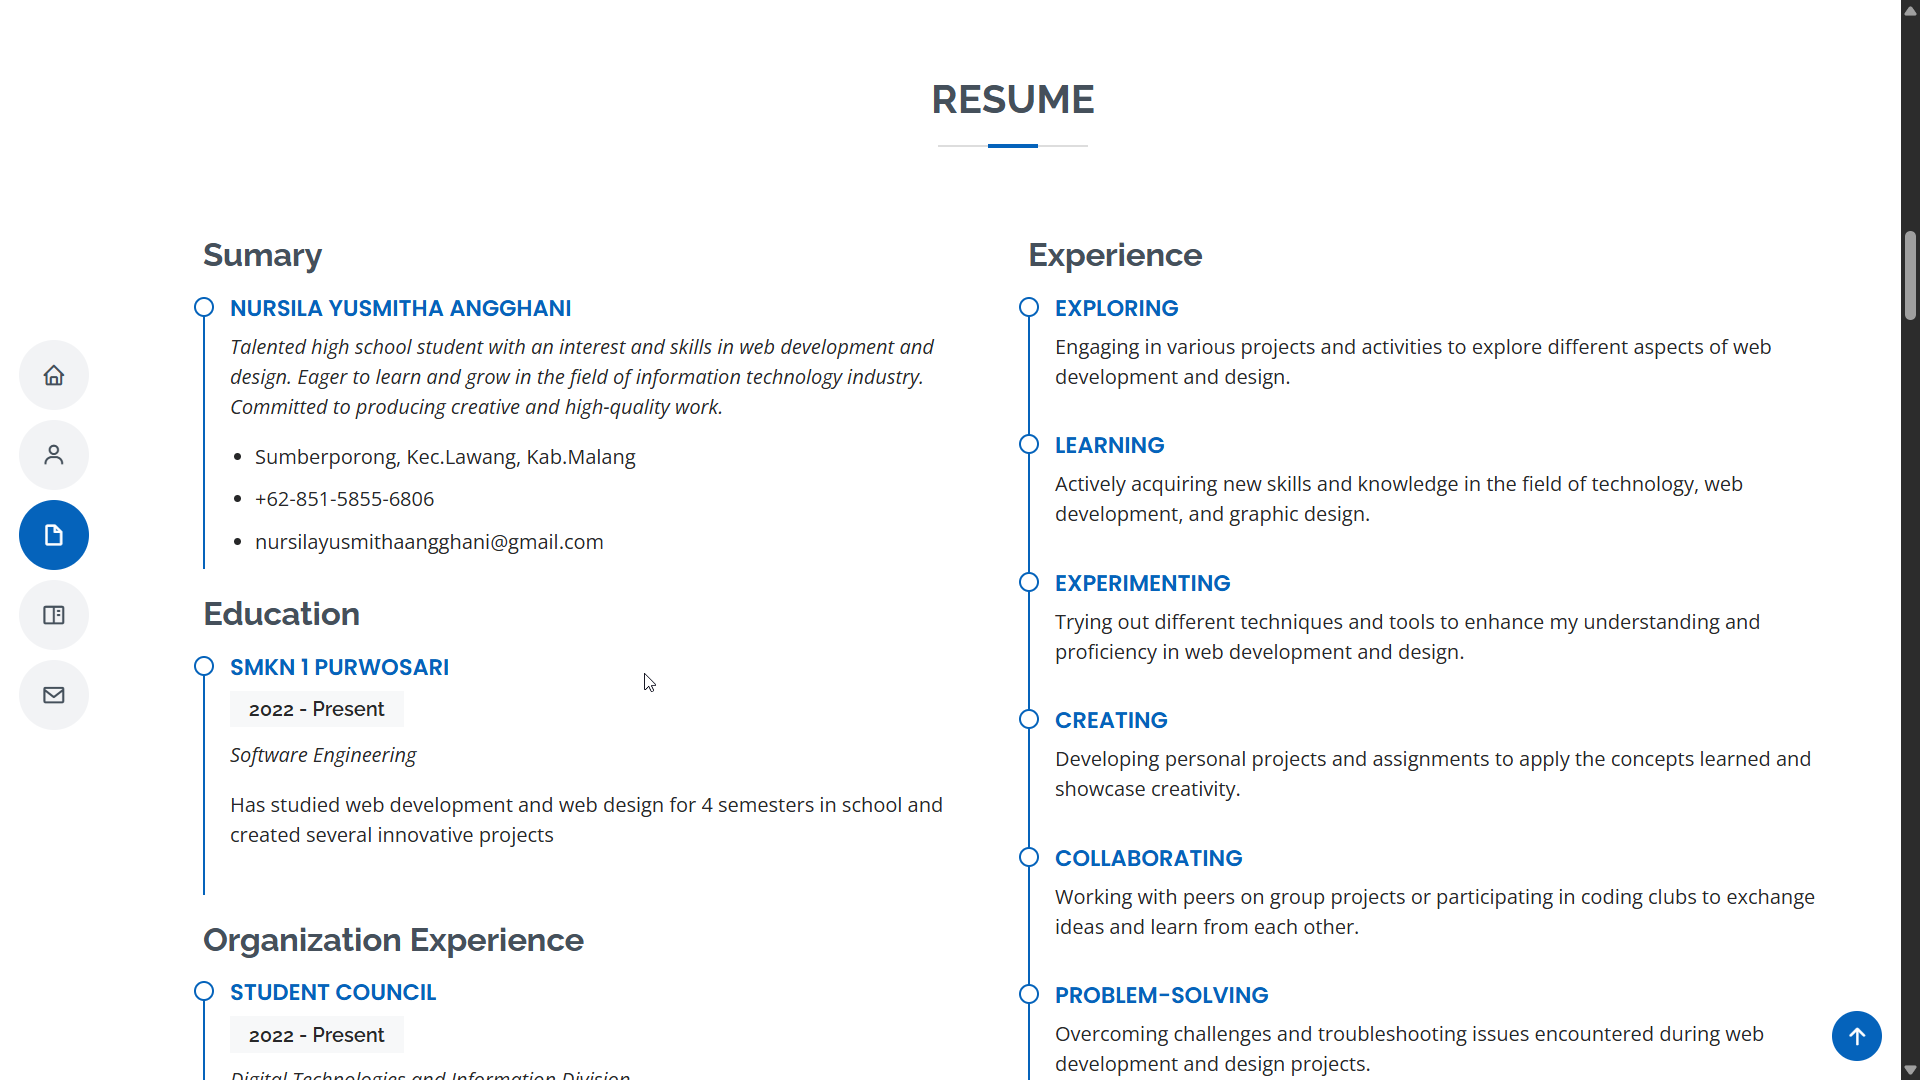 RESUME
Sumary
NURSILA YUSMITHA ANGGHANI
Talented high school student with an interest and skills in web development and
design. Eager to learn and grow in the field of information technology industry.
Committed to producing creative and high-quality work.
Sumberporong, Kec.Lawang, Kab.Malang
+62-851-5855-6806
nursilayusmithaangghani@gmail.com
Education
SMKN 1 PURWOSARI
2022 - Present
Software Engineering
Has studied web development and web design for 4 semesters in school and
created several innovative projects
Organization Experience
STUDENT COUNCIL
2022 - Present
Digital Technologies and Information Division
Experience
EXPLORING
Engaging in various projects and activities to explore different aspects of web
development and design.
LEARNING
Actively acquiring new skills and knowledge in the field of technology, web
development, and graphic design.
EXPERIMENTING
Trying out different techniques and tools to enhance my understanding and
proficiency in web development and design.
CREATING
Developing personal projects and assignments to apply the concepts learned and
showcase creativity.
COLLABORATING
Working with peers on group projects or participating in coding clubs to exchange
ideas and learn from each other.
PROBLEM-SOLVING
Overcoming challenges and troubleshooting issues encountered during web
development and design projects.